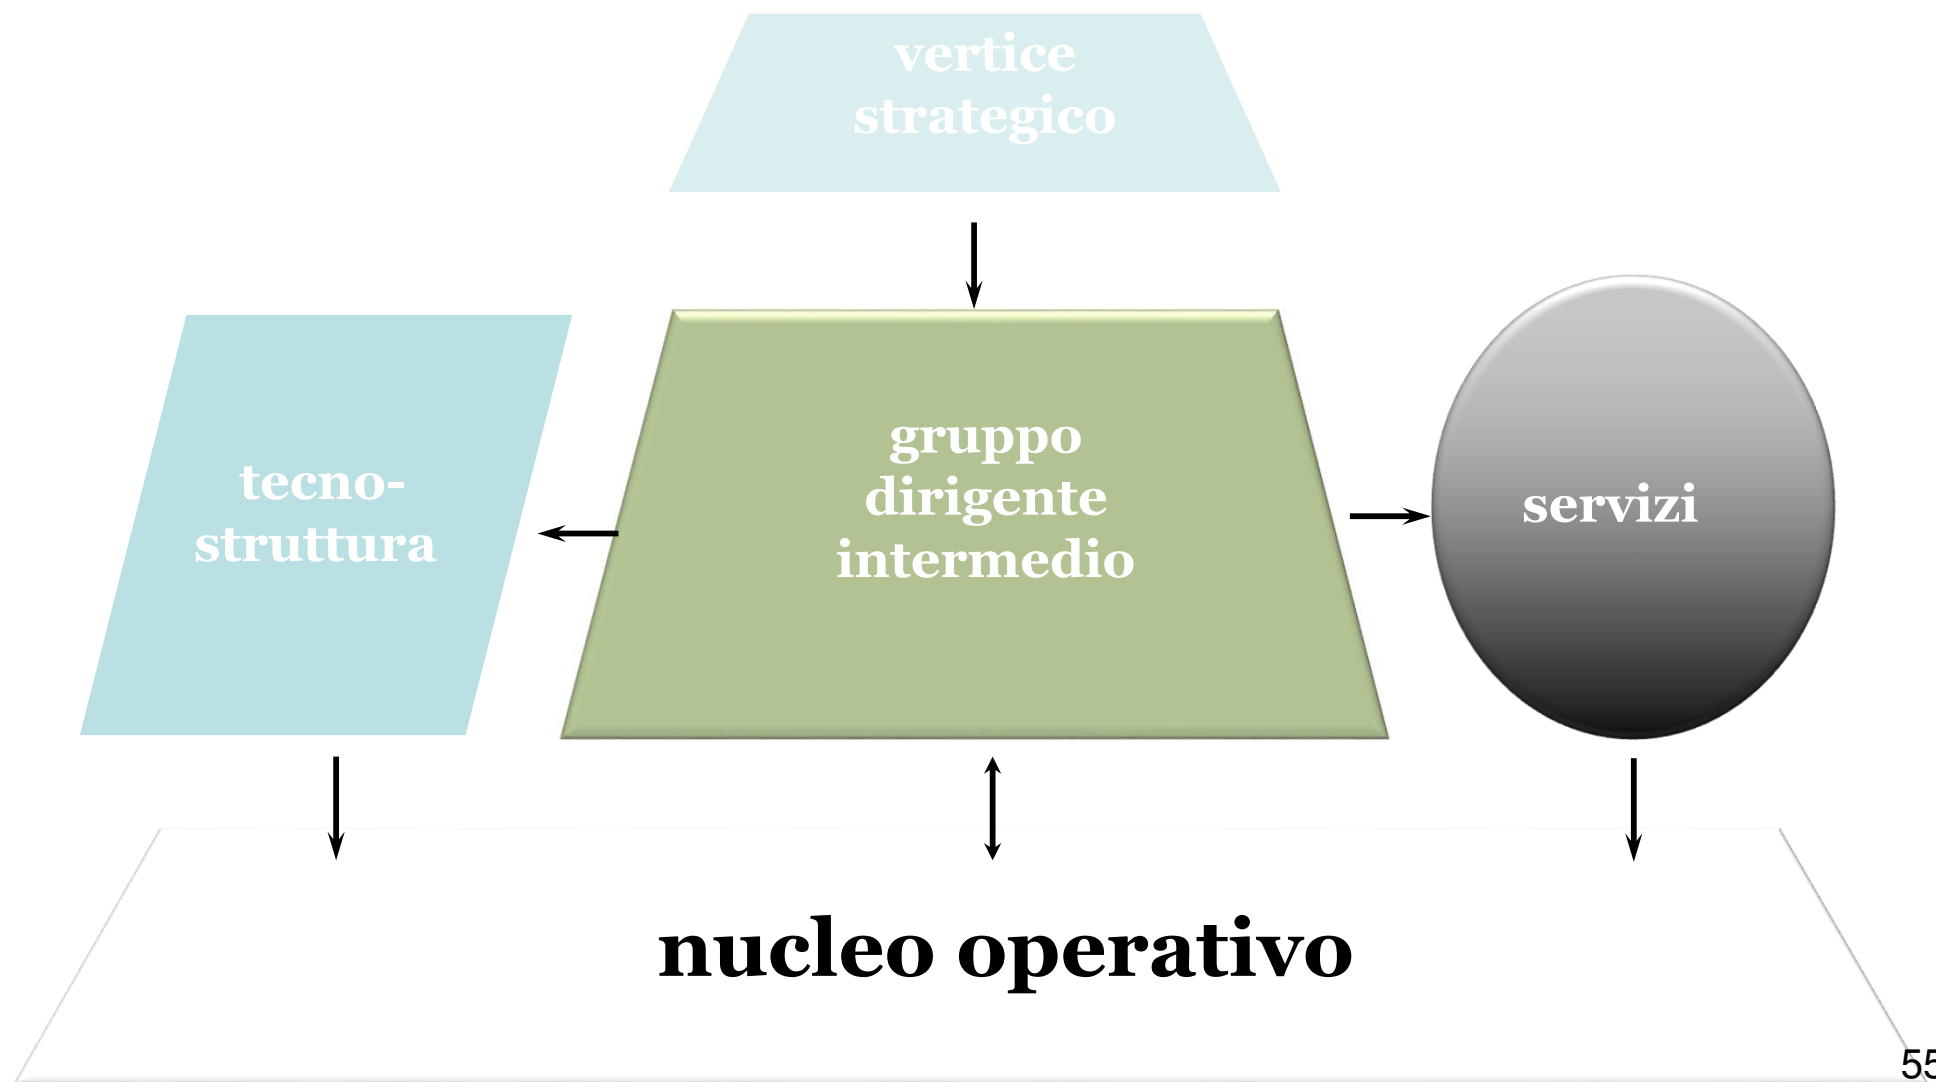 vertice
strategico
gruppo
dirigente
intermedio
tecno-
struttura
servizi
nucleo operativo
55